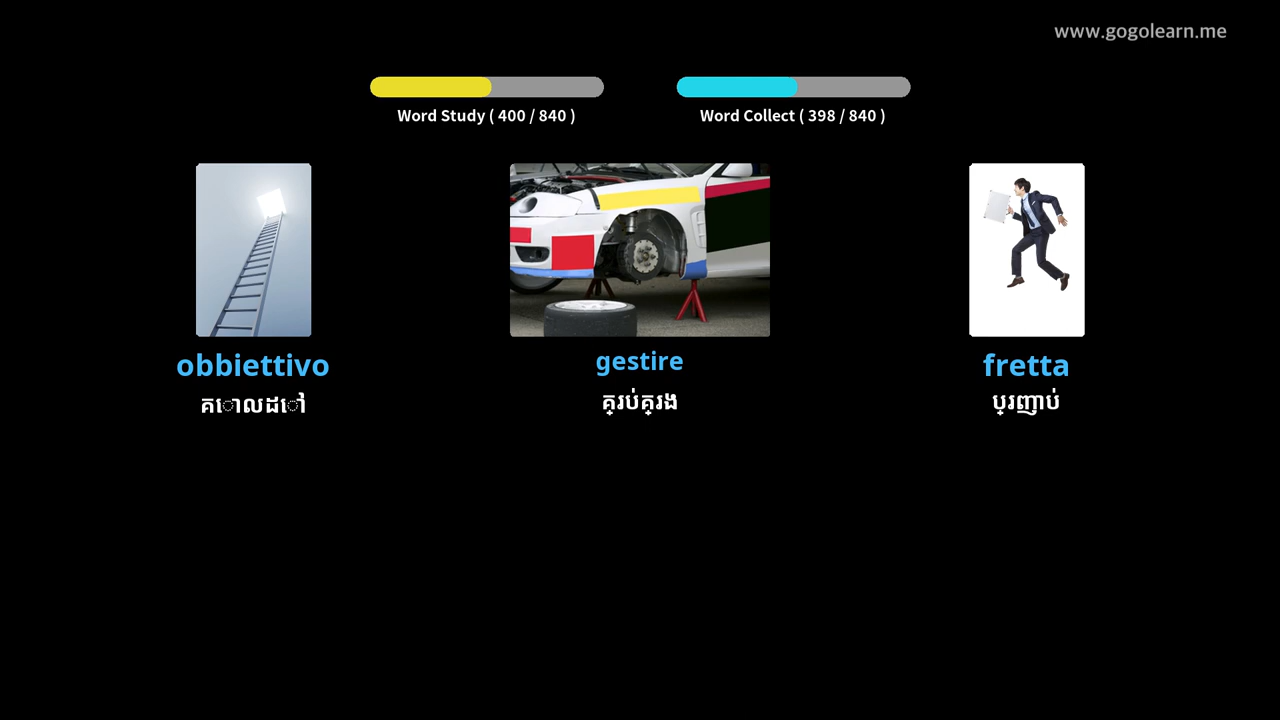 www.gogolearn.me
Word Study ( 400 / 840 )
Word Collect ( 398 / 840 )
obbiettivo
គោលដៅ
gestire
គ្រប់គ្រង
fretta
ប្រញាប់